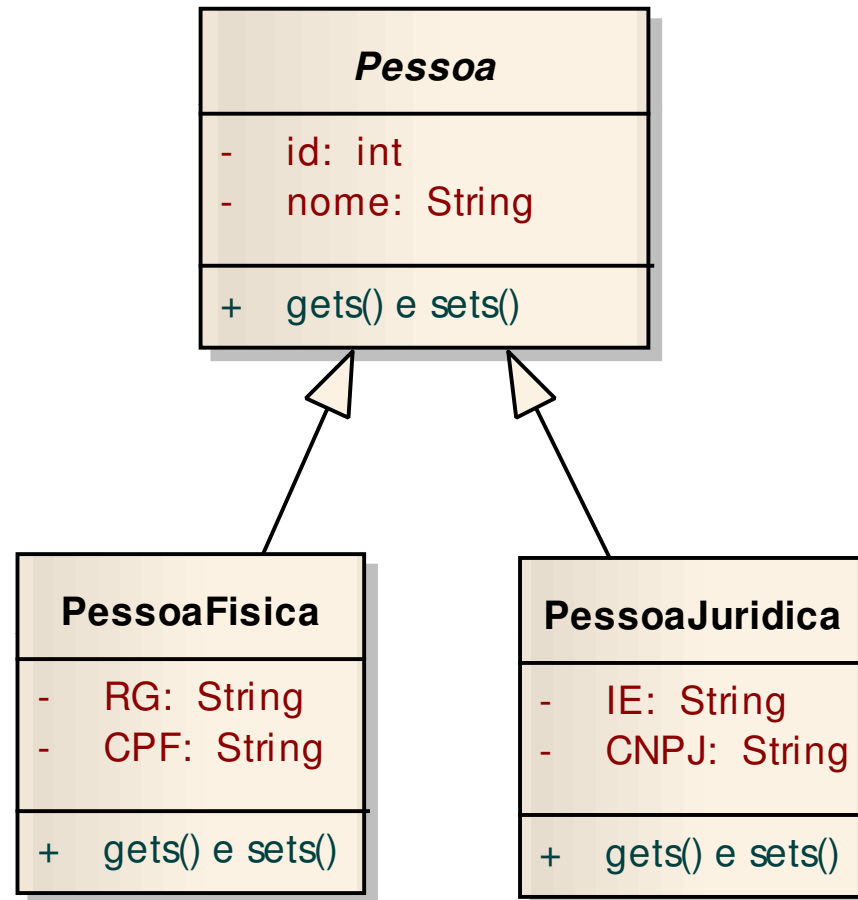 Pessoa
- id: int
- nome: String
+ gets() e sets()
PessoaFisica
- RG: String
- CPF: String
+ gets() e sets()
PessoaJuridica
- IE: String
- CNPJ: String
+ gets() e sets()